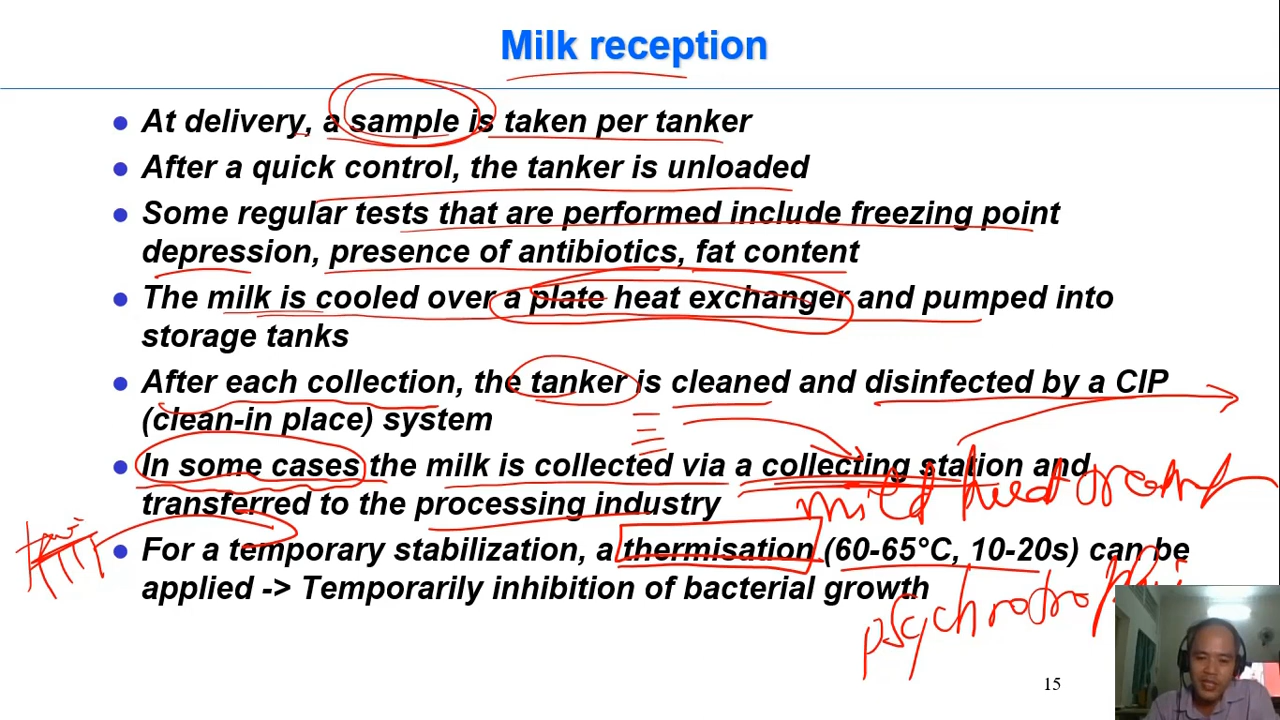 Milk reception
● At delivery, a sample is taken per tanker
● After a quick control, the tanker is unloaded
● Some regular tests that are performed include freezing point
depression, presence of antibiotics, fat content
● The milk is cooled over a plate heat exchanger and pumped into
storage tanks
● After each collection, the tanker is cleaned and disinfected by a CIP
(clean-in place) system
● In some cases the milk is collected via a collecting station and
transferred to the processing industry
mild heat
● For a temporary stabilization, a thermisation (60-65°C, 10-20s) can be
applied -> Temporarily inhibition of bacterial growth
15